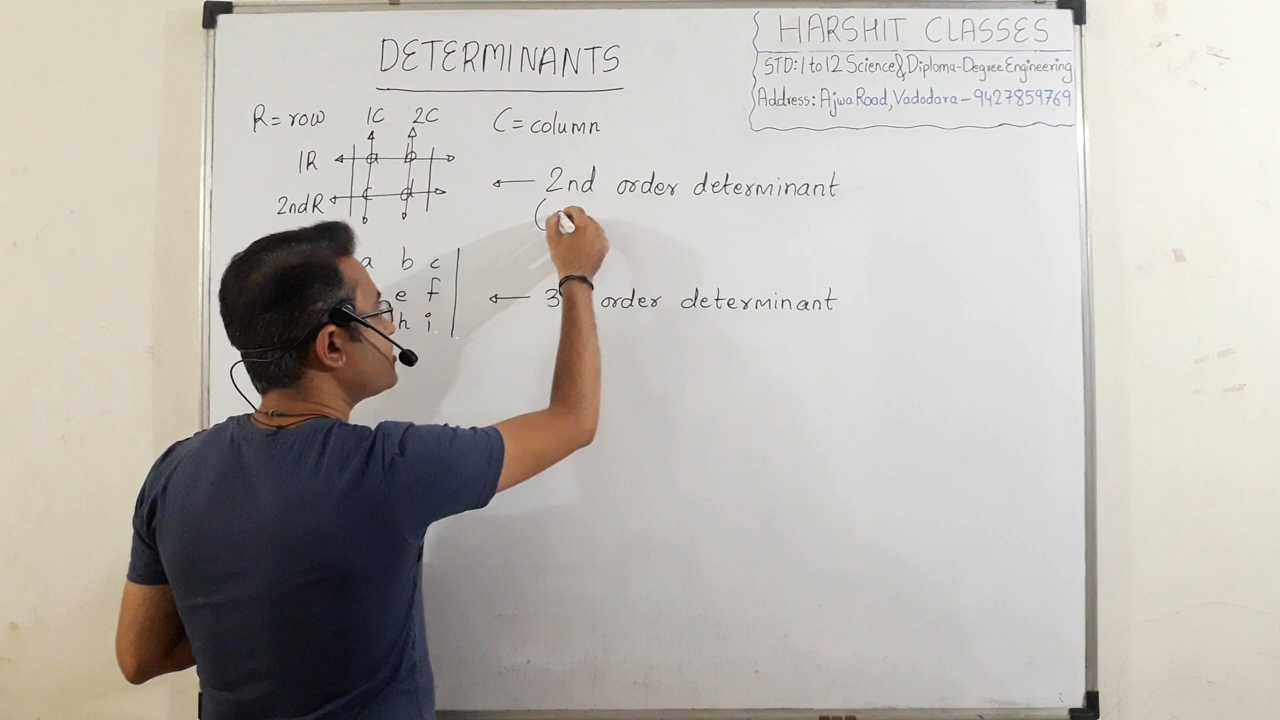 DETERMINANTS
HARSHIT CLASSES
STD: 1 to 12 Science & Diploma-Degree Engineering
Address: Ajwa Road, Vadodara - 9427859769
R = row 1C 2C C = column
1R a b
2ndR c d ← 2nd order determinant
(
a b c
e f ← 3 order determinant
h i